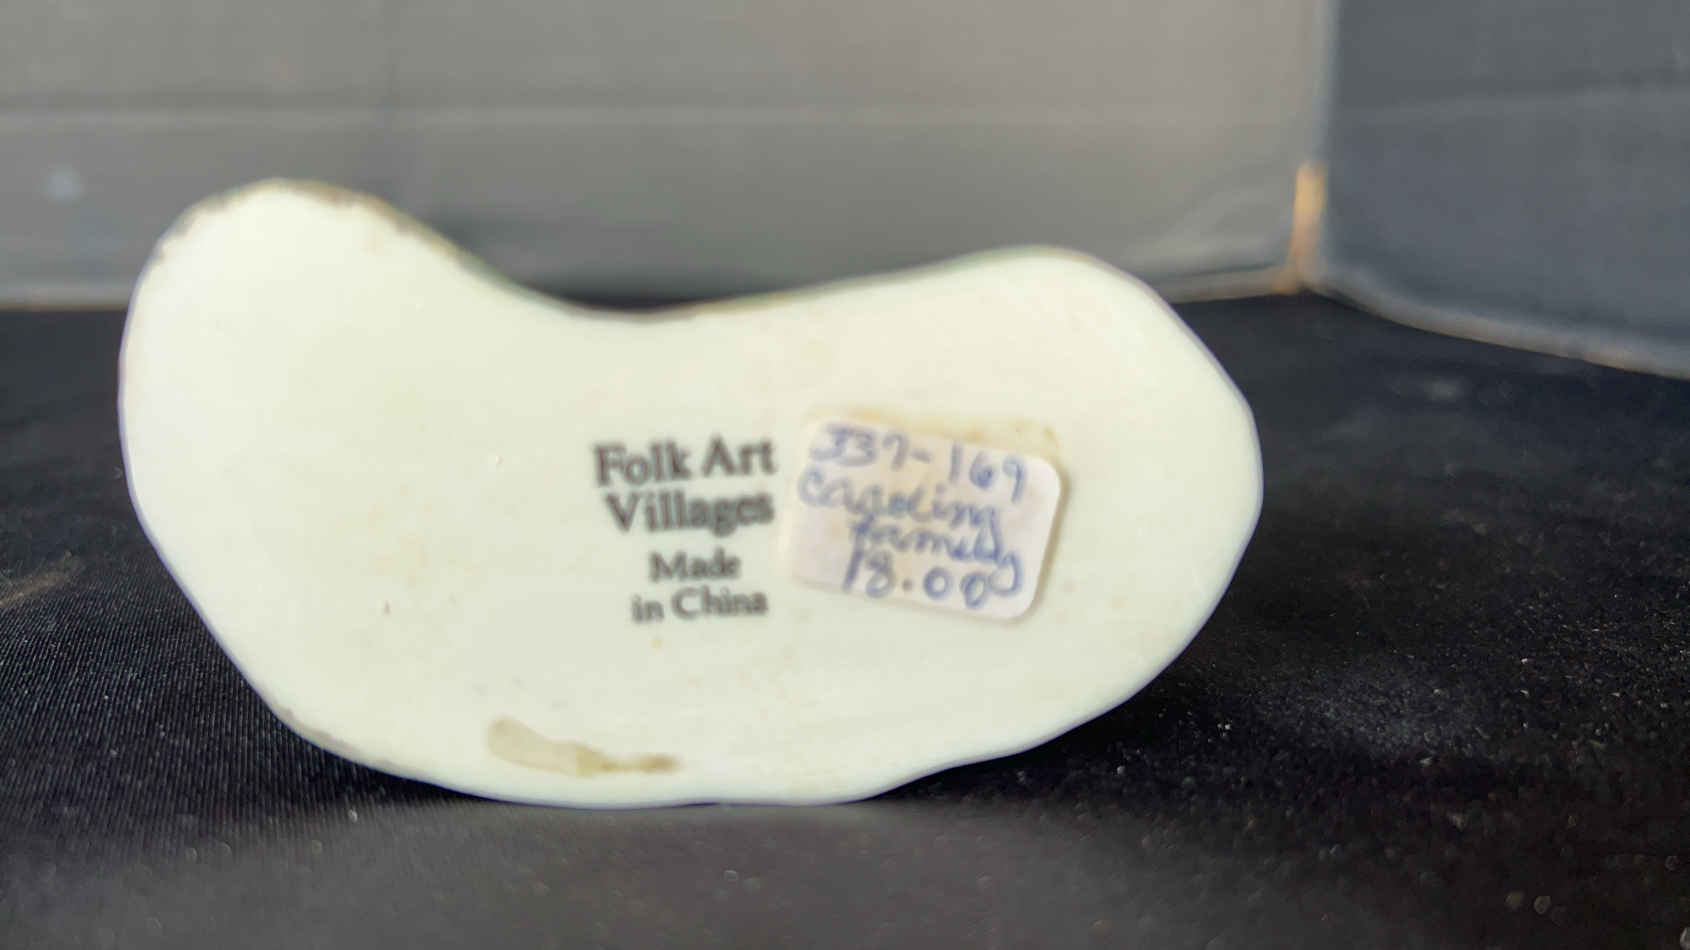 Folk Art
Villages
Made
in China
337-169
Caroling
family
18.00